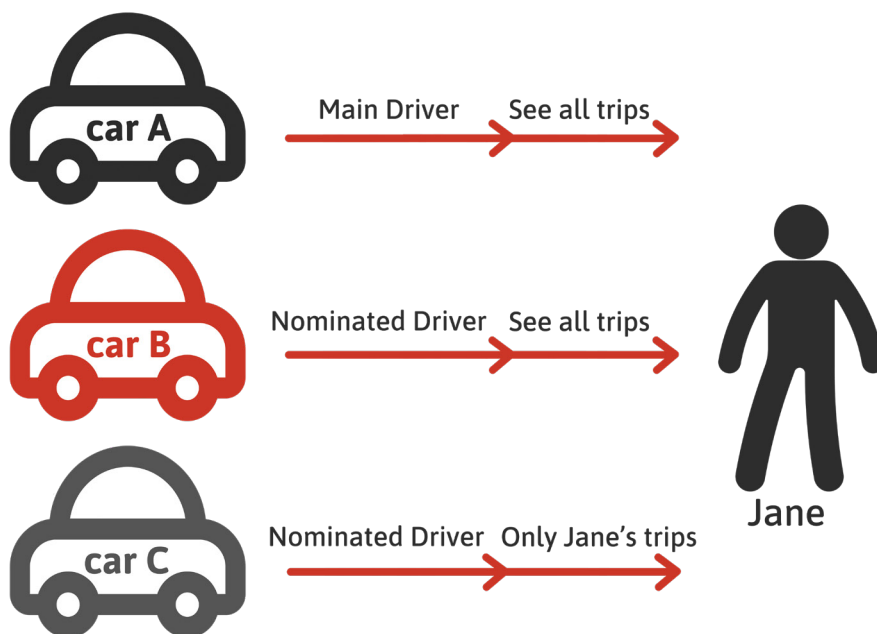 car A
Main Driver
See all trips
car B
Nominated Driver
See all trips
car C
Nominated Driver
Only Jane’s trips
Jane